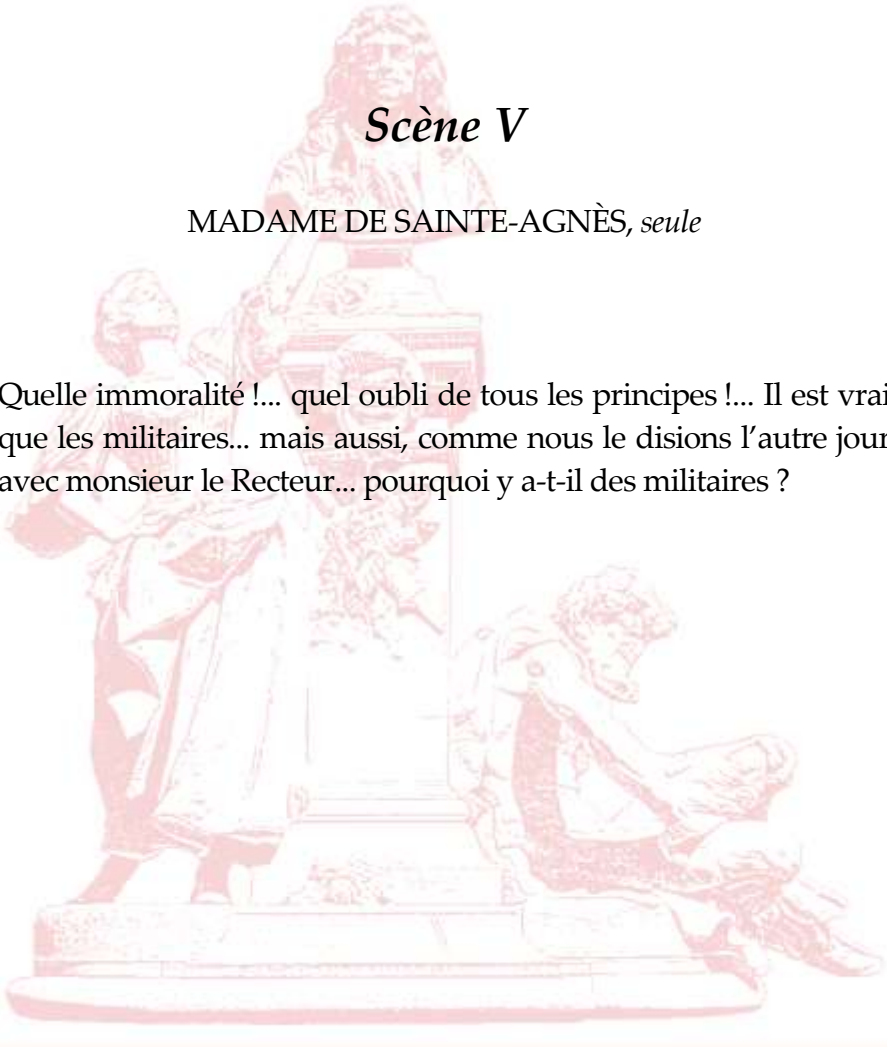 Scène V
MADAME DE SAINTE-AGNÈS, seule
Quelle immoralité !... quel oubli de tous les principes !... Il est vrai
que les militaires... mais aussi, comme nous le disions l’autre jour
avec monsieur le Recteur... pourquoi y a-t-il des militaires ?